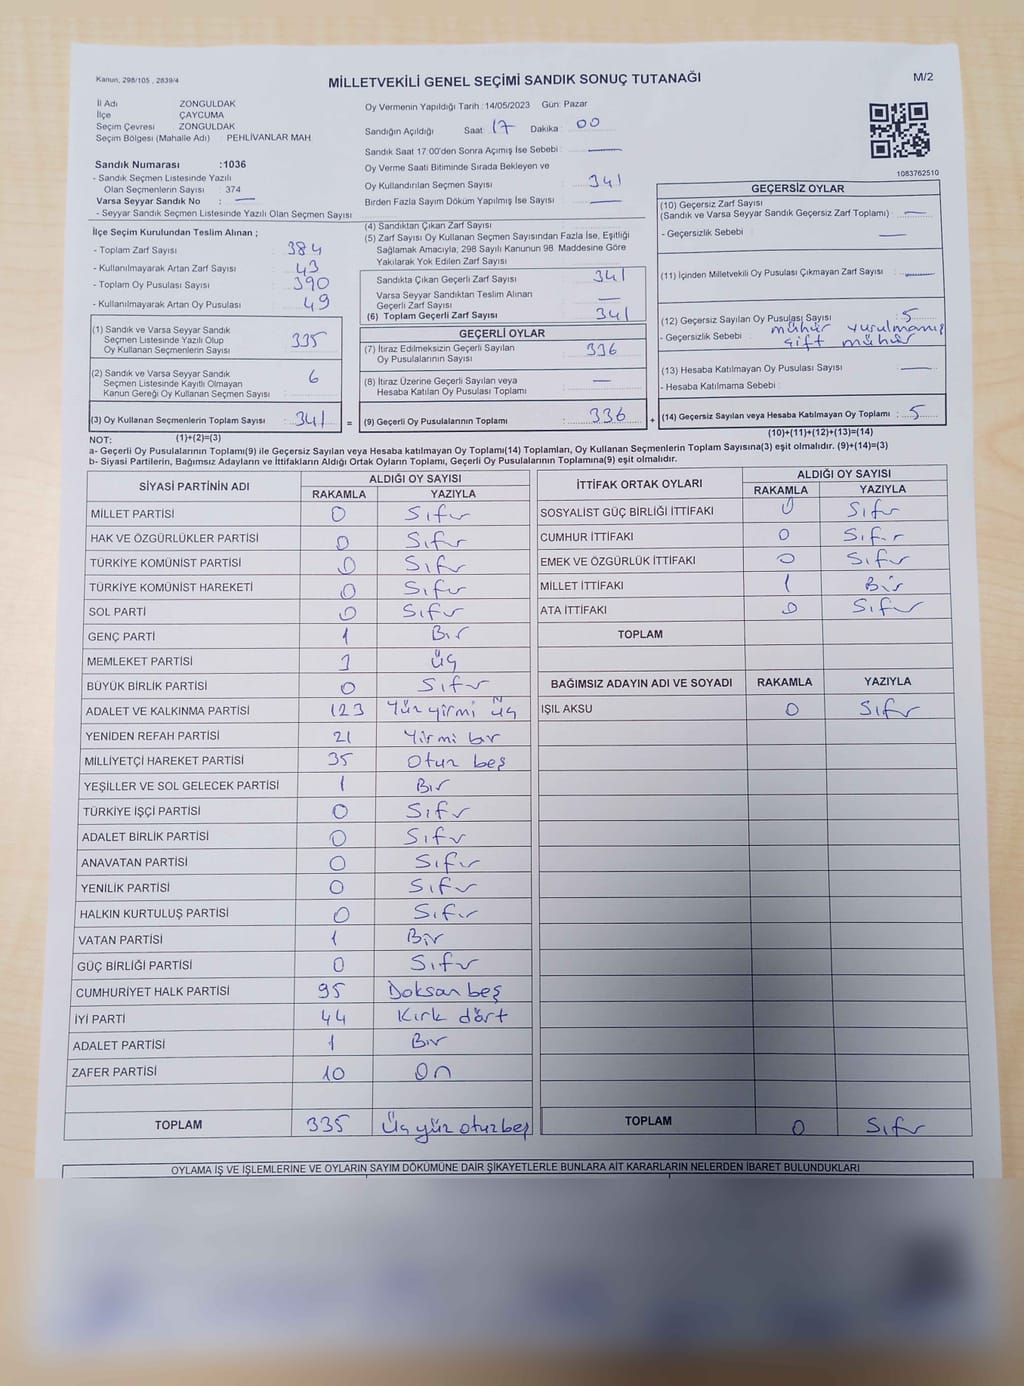 Kanun, 298/105 , 2839/4
MİLLETVEKİLİ GENEL SEÇİMİ SANDIK SONUÇ TUTANAĞI
M/2
İl Adı ZONGULDAK
İlçe ÇAYCUMA
Seçim Çevresi ZONGULDAK
Seçim Bölgesi (Mahalle Adı) PEHLİVANLAR MAH
Sandık Numarası :1036
- Sandık Seçmen Listesinde Yazılı
Olan Seçmenlerin Sayısı : 374
Varsa Seyyar Sandık No : —
- Seyyar Sandık Seçmen Listesinde Yazılı Olan Seçmen Sayısı
Oy Vermenin Yapıldığı Tarih :14/05/2023 Gün: Pazar
Sandığın Açıldığı Saat 17 Dakika 00
Sandık Saat 17:00'den Sonra Açımış İse Sebebi : —
Oy Verme Saati Bitiminde Sırada Bekleyen ve
Oy Kullandırılan Seçmen Sayısı 341
Birden Fazla Sayım Döküm Yapılmış İse Sayısı —
1083762510
İlçe Seçim Kurulundan Teslim Alınan ;
- Toplam Zarf Sayısı : 384
- Kullanılmayarak Artan Zarf Sayısı : 43
- Toplam Oy Pusulası Sayısı : 390
- Kullanılmayarak Artan Oy Pusulası : 49
(1) Sandık ve Varsa Seyyar Sandık
Seçmen Listesinde Yazılı Olup
Oy Kullanan Seçmenlerin Sayısı : 335
(2) Sandık ve Varsa Seyyar Sandık
Seçmen Listesinde Kayıtlı Olmayan
Kanun Gereği Oy Kullanan Seçmen Sayısı : 6
(3) Oy Kullanan Seçmenlerin Toplam Sayısı : 341 =
(4) Sandıktan Çıkan Zarf Sayısı
(5) Zarf Sayısı Oy Kullanan Seçmen Sayısından Fazla İse, Eşitliği
Sağlamak Amacıyla, 298 Sayılı Kanunun 98. Maddesine Göre
Yakılarak Yok Edilen Zarf Sayısı
Sandıkta Çıkan Geçerli Zarf Sayısı : 341
Varsa Seyyar Sandıktan Teslim Alınan
Geçerli Zarf Sayısı —
(6) Toplam Geçerli Zarf Sayısı : 341
GEÇERLİ OYLAR
(7) İtiraz Edilmeksizin Geçerli Sayılan
Oy Pusulalarının Sayısı : 336
(8) İtiraz Üzerine Geçerli Sayılan veya
Hesaba Katılan Oy Pusulası Toplamı : —
(9) Geçerli Oy Pusulalarının Toplamı : 336 +
GEÇERSİZ OYLAR
(10) Geçersiz Zarf Sayısı
(Sandık ve Varsa Seyyar Sandık Geçersiz Zarf Toplamı) : —
- Geçersizlik Sebebi : —
(11) İçinden Milletvekili Oy Pusulası Çıkmayan Zarf Sayısı : —
(12) Geçersiz Sayılan Oy Pusulası Sayısı : 5
- Geçersizlik Sebebi : mühür vurulmamış
çift mühür
(13) Hesaba Katılmayan Oy Pusulası Sayısı : —
- Hesaba Katılmama Sebebi :
(14) Geçersiz Sayılan veya Hesaba Katılmayan Oy Toplamı : 5
NOT: (1)+(2)=(3)
(10)+(11)+(12)+(13)=(14)
a- Geçerli Oy Pusulalarının Toplamı(9) ile Geçersiz Sayılan veya Hesaba katılmayan Oy Toplamı(14) Toplamları, Oy Kullanan Seçmenlerin Toplam Sayısına(3) eşit olmalıdır. (9)+(14)=(3)
b- Siyasi Partilerin, Bağımsız Adayların ve İttifakların Aldığı Ortak Oyların Toplamı, Geçerli Oy Pusulalarının Toplamına(9) eşit olmalıdır.
SİYASİ PARTİNİN ADI ALDIĞI OY SAYISI
RAKAMLA YAZIYLA
MİLLET PARTİSİ 0 Sıfır
HAK VE ÖZGÜRLÜKLER PARTİSİ 0 Sıfır
TÜRKİYE KOMÜNİST PARTİSİ 0 Sıfır
TÜRKİYE KOMÜNİST HAREKETİ 0 Sıfır
SOL PARTİ 0 Sıfır
GENÇ PARTİ 1 Bir
MEMLEKET PARTİSİ 3 Üç
BÜYÜK BİRLİK PARTİSİ 0 Sıfır
ADALET VE KALKINMA PARTİSİ 123 Yüz yirmi üç
YENİDEN REFAH PARTİSİ 21 Yirmi bir
MİLLİYETÇİ HAREKET PARTİSİ 35 Otuz beş
YEŞİLLER VE SOL GELECEK PARTİSİ 1 Bir
TÜRKİYE İŞÇİ PARTİSİ 0 Sıfır
ADALET BİRLİK PARTİSİ 0 Sıfır
ANAVATAN PARTİSİ 0 Sıfır
YENİLİK PARTİSİ 0 Sıfır
HALKIN KURTULUŞ PARTİSİ 0 Sıfır
VATAN PARTİSİ 1 Bir
GÜÇ BİRLİĞİ PARTİSİ 0 Sıfır
CUMHURİYET HALK PARTİSİ 95 Doksan beş
İYİ PARTİ 44 Kırk dört
ADALET PARTİSİ 1 Bir
ZAFER PARTİSİ 10 On
TOPLAM 335 Üç yüz otuz beş
İTTİFAK ORTAK OYLARI ALDIĞI OY SAYISI
RAKAMLA YAZIYLA
SOSYALİST GÜÇ BİRLİĞİ İTTİFAKI 0 Sıfır
CUMHUR İTTİFAKI 0 Sıfır
EMEK VE ÖZGÜRLÜK İTTİFAKI 0 Sıfır
MİLLET İTTİFAKI 1 Bir
ATA İTTİFAKI 0 Sıfır
TOPLAM
BAĞIMSIZ ADAYIN ADI VE SOYADI RAKAMLA YAZIYLA
IŞIL AKSU 0 Sıfır
TOPLAM 0 Sıfır
OYLAMA İŞ VE İŞLEMLERİNE VE OYLARIN SAYIM DÖKÜMÜNE DAİR ŞİKAYETLERLE BUNLARA AİT KARARLARIN NELERDEN İBARET BULUNDUKLARI